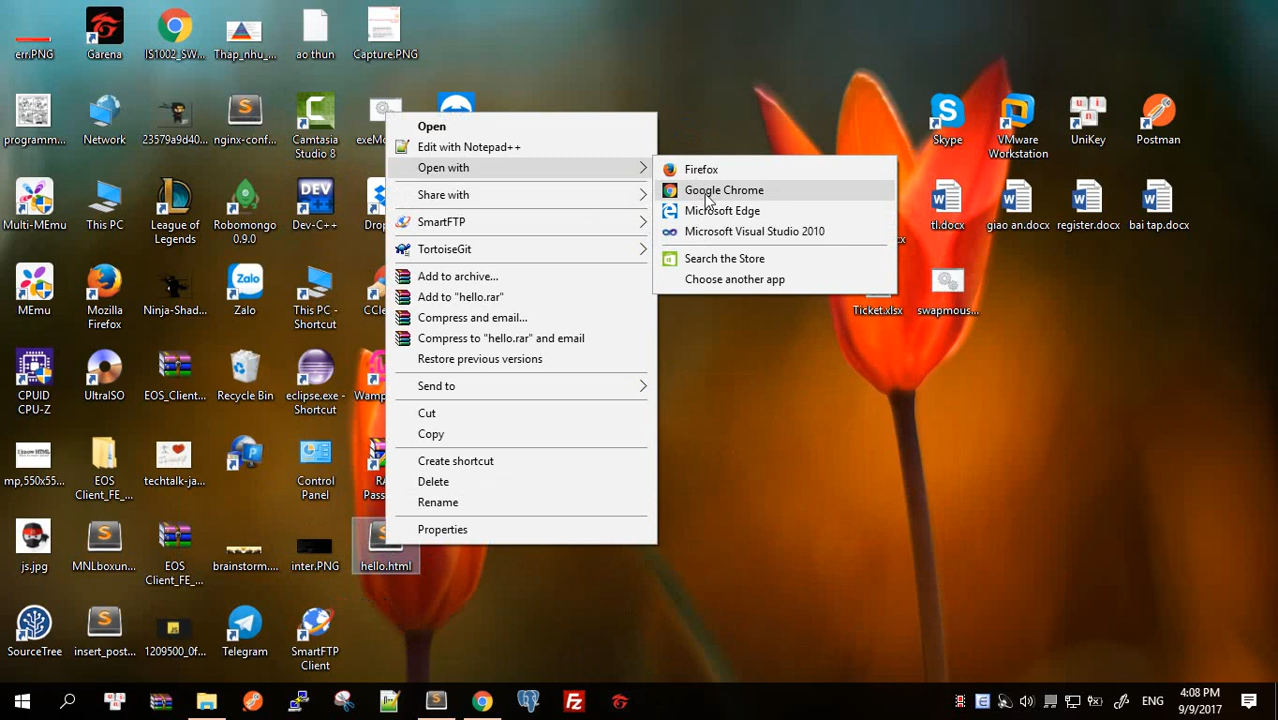 err.PNG
Garena
IS1002_SW...
Thap_nhu_...
ao thun
Capture.PNG
programm...
Network
23579a9d40...
nginx-conf...
Camtasia
Studio 8
exeMo
Skype
VMware
Workstation
UniKey
Postman
Multi-MEmu
This PC
League of
Legends
Robomongo
0.9.0
Dev-C++
Drop
tl.docx
giao an.docx
register.docx
bai tap.docx
MEmu
Mozilla
Firefox
Ninja-Shad...
Zalo
This PC -
Shortcut
CCle
Ticket.xlsx
swapmous...
CPUID
CPU-Z
UltraISO
EOS_Client...
Recycle Bin
eclipse.exe -
Shortcut
Wamp
mp,550x55...
EOS
Client_FE_...
techtalk-ja...
Control
Panel
RA
Pass
js.jpg
MNLboxun...
EOS
Client_FE_...
brainstorm....
inter.PNG
hello.html
SourceTree
insert_post...
1209500_0f...
Telegram
SmartFTP
Client
Open
Edit with Notepad++
Open with
Share with
SmartFTP
TortoiseGit
Add to archive...
Add to "hello.rar"
Compress and email...
Compress to "hello.rar" and email
Restore previous versions
Send to
Cut
Copy
Create shortcut
Delete
Rename
Properties
Firefox
Google Chrome
Microsoft Edge
Microsoft Visual Studio 2010
Search the Store
Choose another app
ENG
4:08 PM
9/9/2017